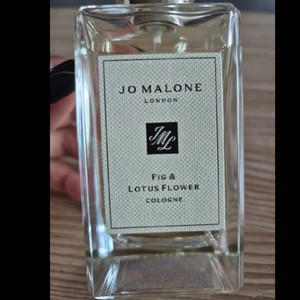 JO MALONE
LONDON
JML
FIG &
LOTUS FLOWER
COLOGNE